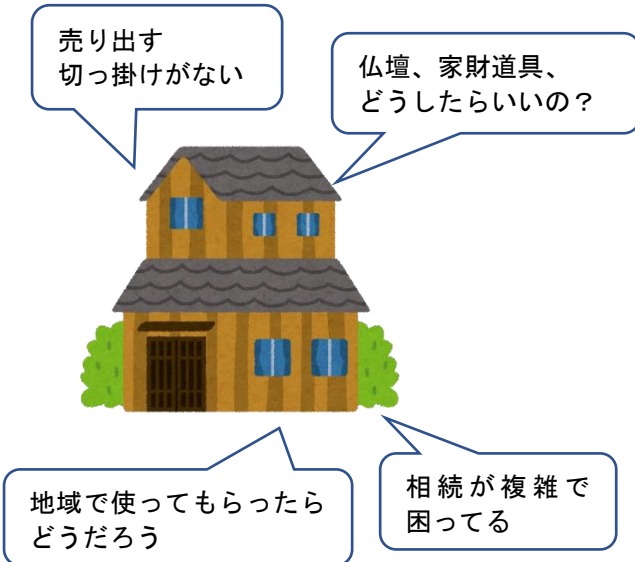 売り出す
切っ掛けがない
仏壇、家財道具、
どうしたらいいの？
地域で使ってもらったら
どうだろう
相続が複雑で
困ってる